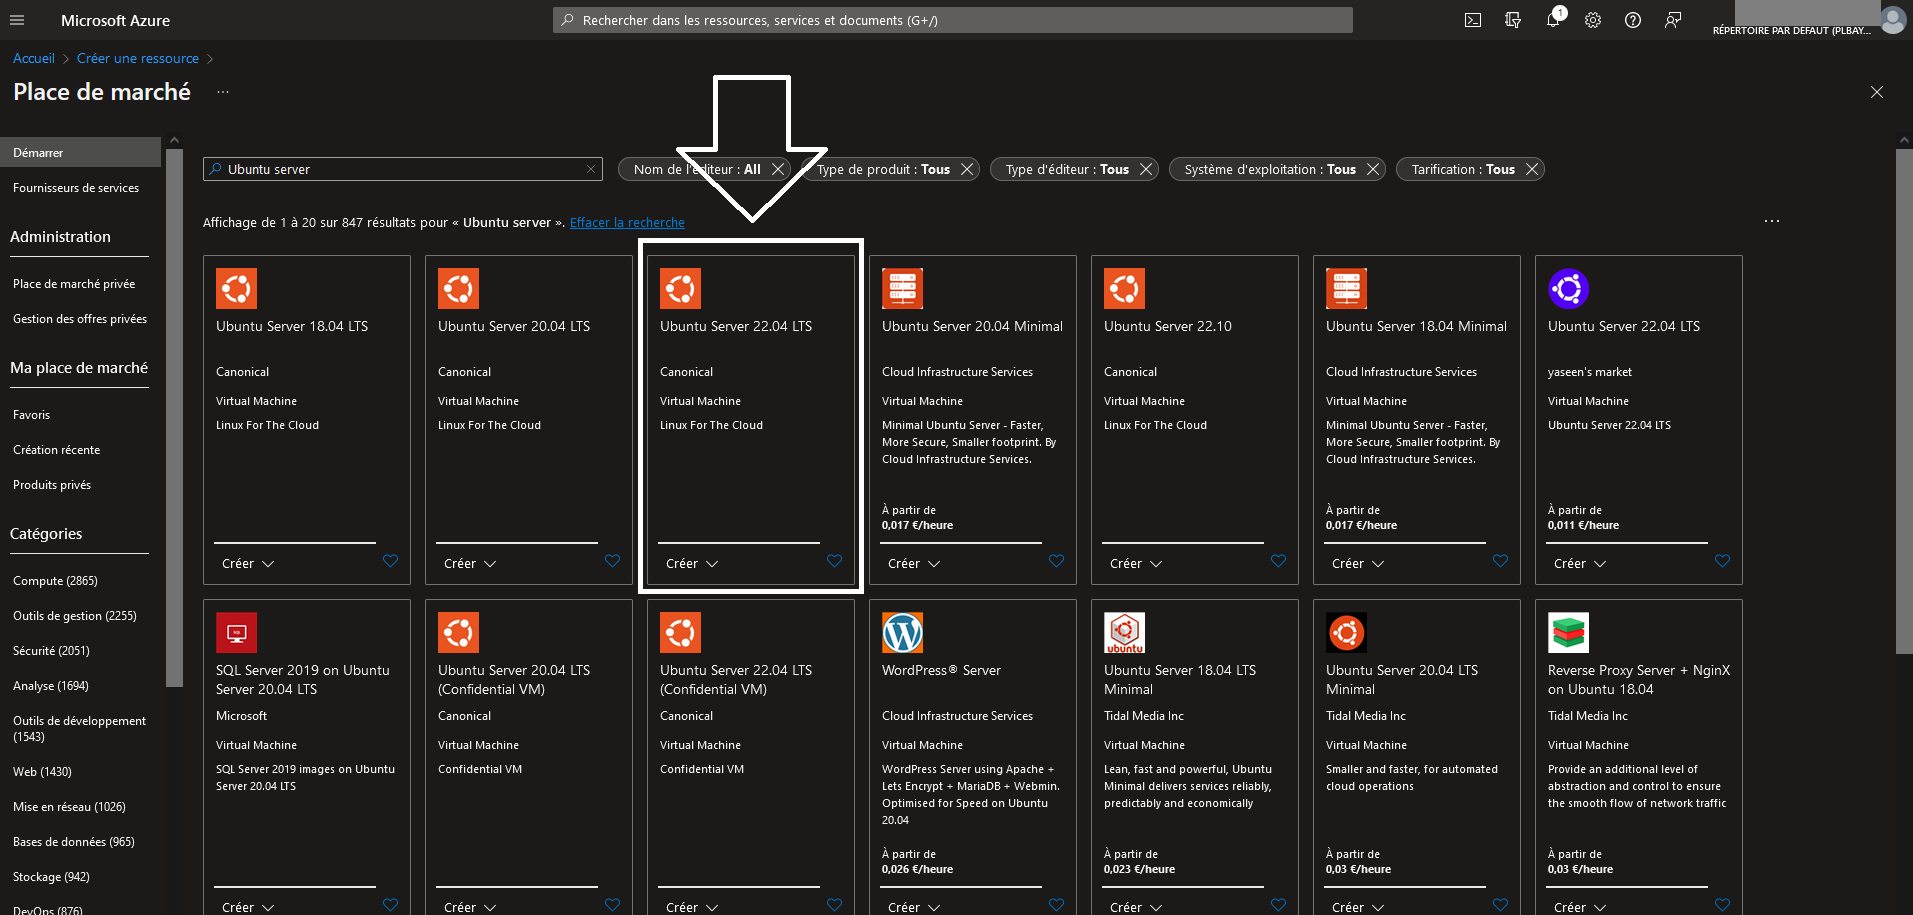 Microsoft Azure
Rechercher dans les ressources, services et documents (G+/)
1
RÉPERTOIRE PAR DEFAUT (PLBAY...
Accueil > Créer une ressource >
Place de marché ...
Démarrer
Fournisseurs de services
Administration
Place de marché privée
Gestion des offres privées
Ma place de marché
Favoris
Création récente
Produits privés
Catégories
Compute (2865)
Outils de gestion (2255)
Sécurité (2051)
Analyse (1694)
Outils de développement
(1543)
Web (1430)
Mise en réseau (1026)
Bases de données (965)
Stockage (942)
DevOps (876)
Ubuntu server
Nom de l'éditeur : All
Type de produit : Tous
Type d'éditeur : Tous
Système d'exploitation : Tous
Tarification : Tous
Affichage de 1 à 20 sur 847 résultats pour « Ubuntu server ». Effacer la recherche
...
Ubuntu Server 18.04 LTS
Canonical
Virtual Machine
Linux For The Cloud
Créer
Ubuntu Server 20.04 LTS
Canonical
Virtual Machine
Linux For The Cloud
Créer
Ubuntu Server 22.04 LTS
Canonical
Virtual Machine
Linux For The Cloud
Créer
Ubuntu Server 20.04 Minimal
Cloud Infrastructure Services
Virtual Machine
Minimal Ubuntu Server - Faster,
More Secure, Smaller footprint. By
Cloud Infrastructure Services.
À partir de
0,017 €/heure
Créer
Ubuntu Server 22.10
Canonical
Virtual Machine
Linux For The Cloud
Créer
Ubuntu Server 18.04 Minimal
Cloud Infrastructure Services
Virtual Machine
Minimal Ubuntu Server - Faster,
More Secure, Smaller footprint. By
Cloud Infrastructure Services.
À partir de
0,017 €/heure
Créer
Ubuntu Server 22.04 LTS
yaseen's market
Virtual Machine
Ubuntu Server 22.04 LTS
À partir de
0,011 €/heure
Créer
SQL Server 2019 on Ubuntu
Server 20.04 LTS
Microsoft
Virtual Machine
SQL Server 2019 images on Ubuntu
Server 20.04 LTS
Créer
Ubuntu Server 20.04 LTS
(Confidential VM)
Canonical
Virtual Machine
Confidential VM
Créer
Ubuntu Server 22.04 LTS
(Confidential VM)
Canonical
Virtual Machine
Confidential VM
Créer
WordPress® Server
Cloud Infrastructure Services
Virtual Machine
WordPress Server using Apache +
Lets Encrypt + MariaDB + Webmin.
Optimised for Speed on Ubuntu
20.04
À partir de
0,026 €/heure
Créer
ubuntu
Ubuntu Server 18.04 LTS
Minimal
Tidal Media Inc
Virtual Machine
Lean, fast and powerful, Ubuntu
Minimal delivers services reliably,
predictably and economically
À partir de
0,023 €/heure
Créer
Ubuntu Server 20.04 LTS
Minimal
Tidal Media Inc
Virtual Machine
Smaller and faster, for automated
cloud operations
À partir de
0,03 €/heure
Créer
Reverse Proxy Server + NginX
on Ubuntu 18.04
Tidal Media Inc
Virtual Machine
Provide an additional level of
abstraction and control to ensure
the smooth flow of network traffic
À partir de
0,03 €/heure
Créer